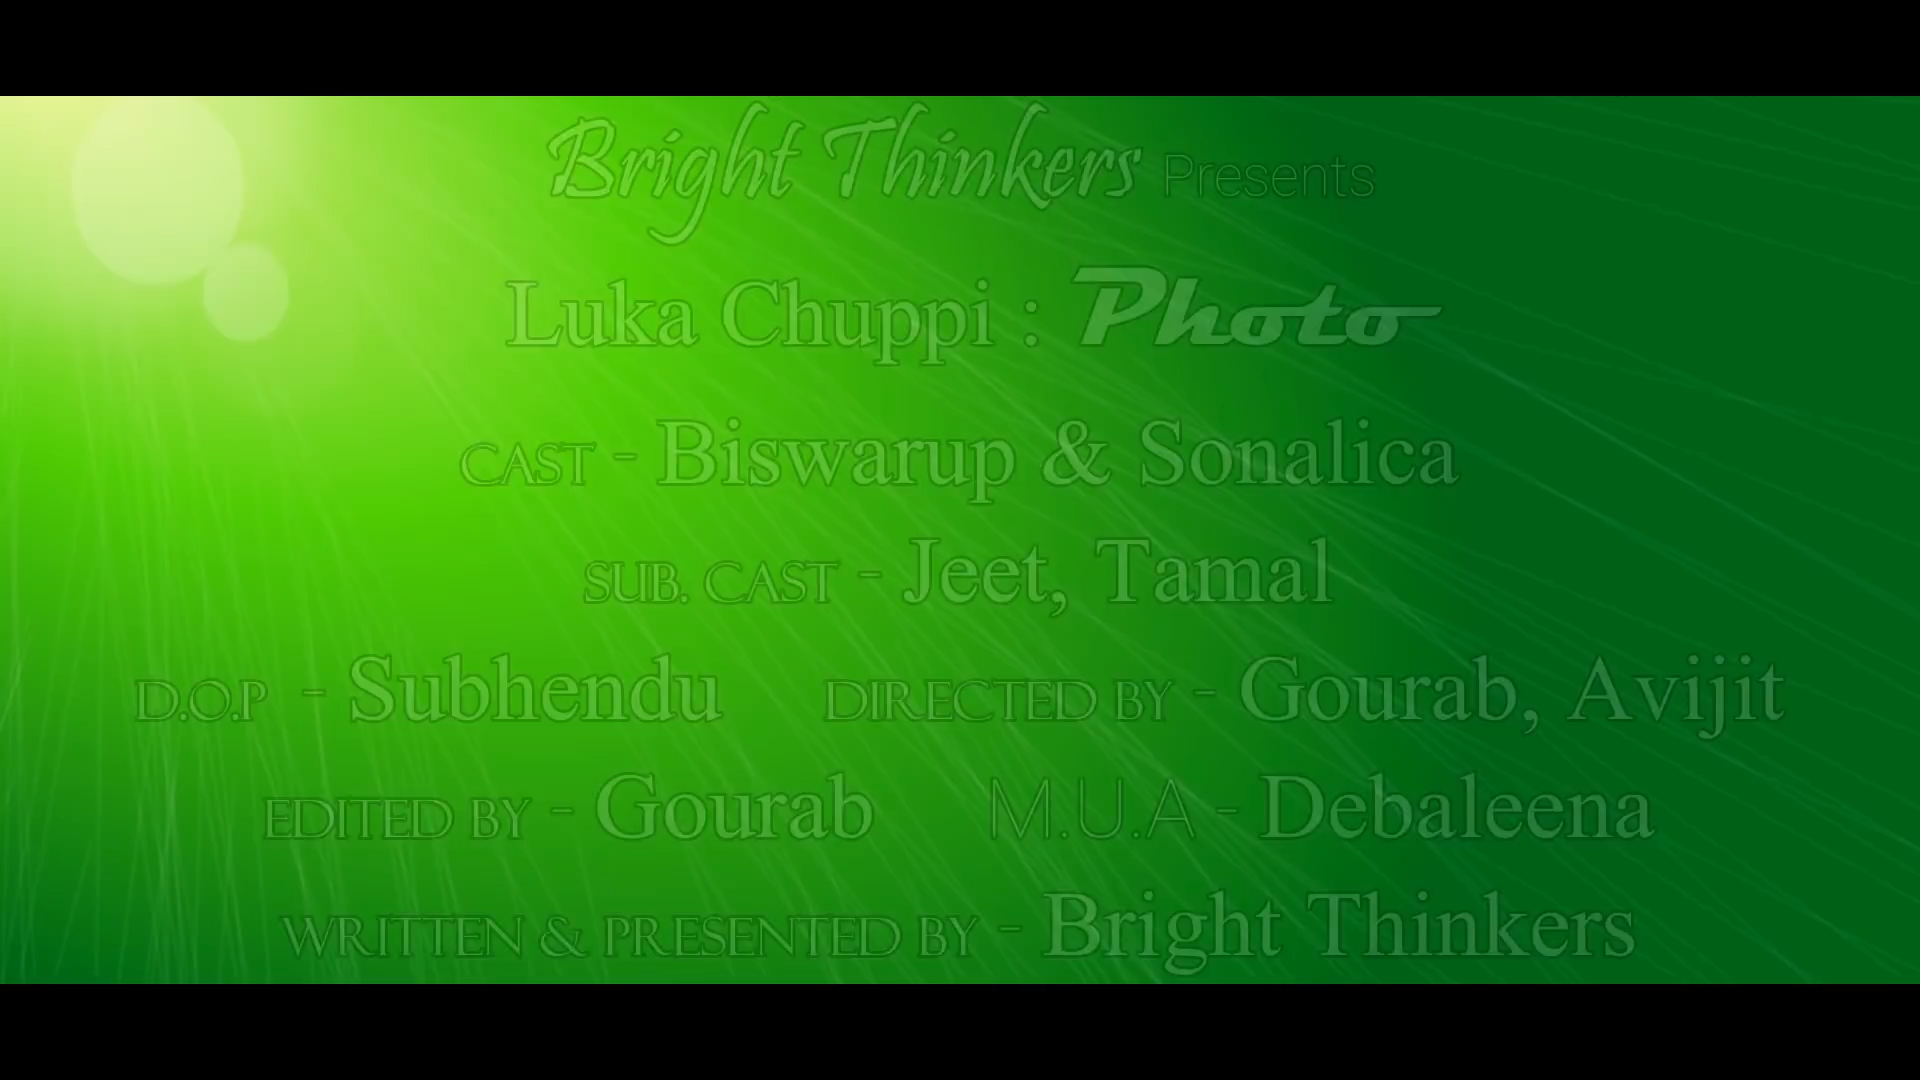 Bright Thinkers Presents
Luka Chuppi : Photo
CAST - Biswarup & Sonalica
SUB. CAST - Jeet, Tamal
D.O.P - Subhendu DIRECTED BY - Gourab, Avijit
EDITED BY - Gourab M.U.A - Debaleena
WRITTEN & PRESENTED BY - Bright Thinkers